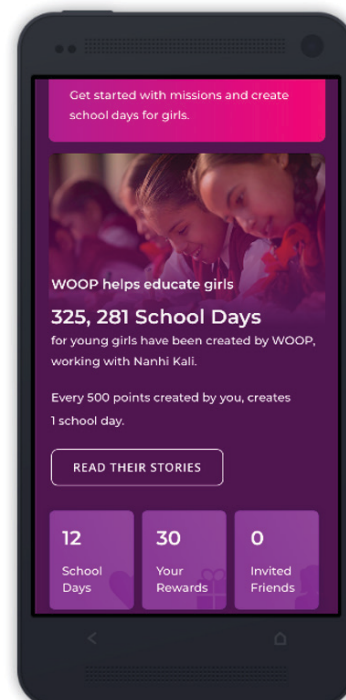 Get started with missions and create
school days for girls.
WOOP helps educate girls
325, 281 School Days
for young girls have been created by WOOP,
working with Nanhi Kali.
Every 500 points created by you, creates
1 school day.
READ THEIR STORIES
12
School
Days
30
Your
Rewards
0
Invited
Friends